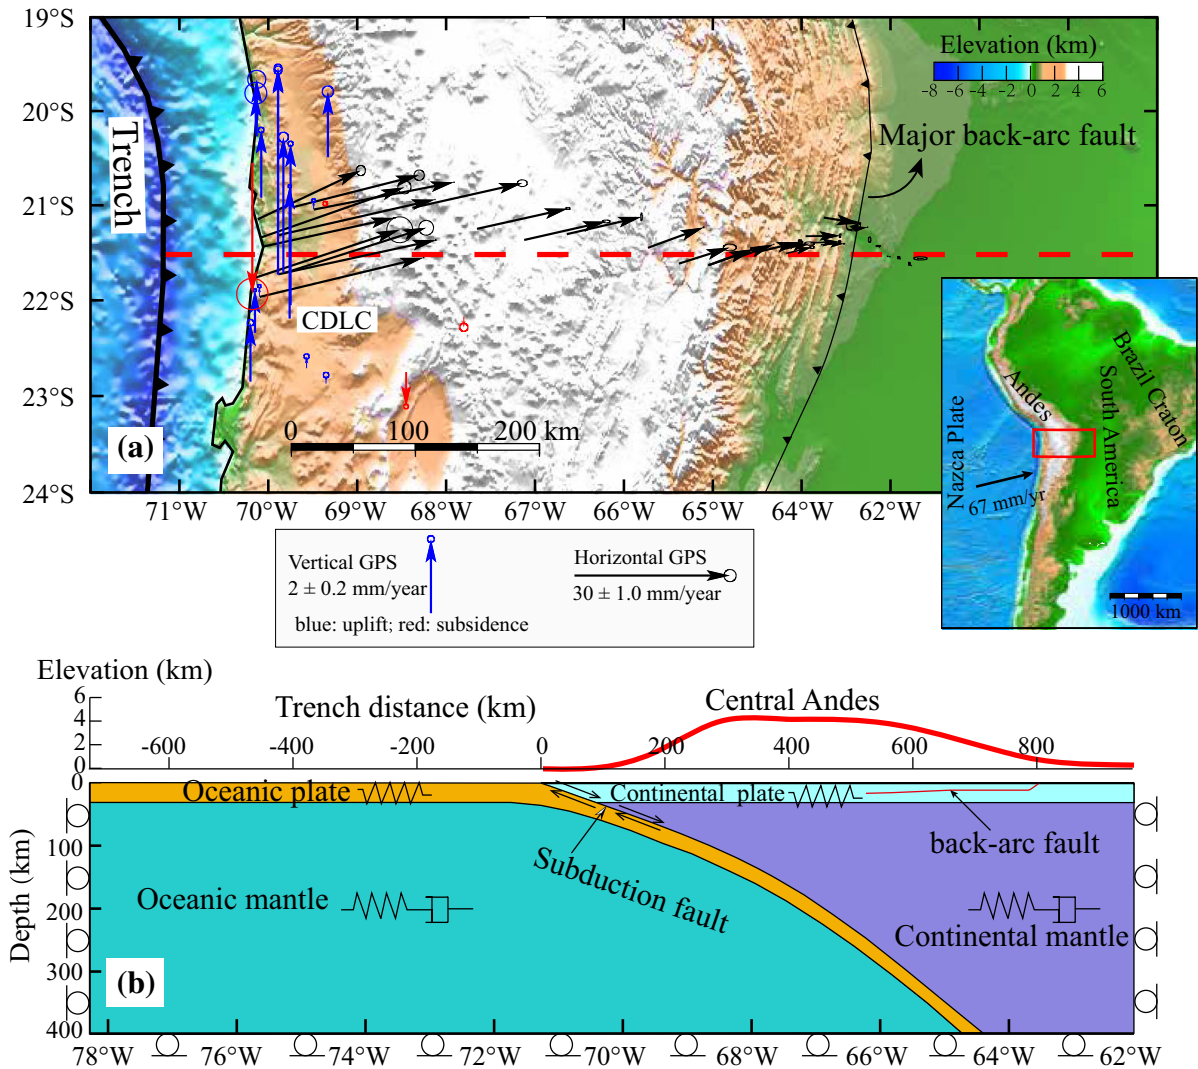 19°S
20°S
21°S
22°S
23°S
24°S
Trench
Elevation (km)
-8 -6 -4 -2 0 2 4 6
Major back-arc fault
CDLC
(a)
0 100 200 km
71°W 70°W 69°W 68°W 67°W 66°W 65°W 64°W 62°W
Brazil Craton
South America
Andes
Nazca Plate
67 mm/yr
1000 km
Vertical GPS
2 ± 0.2 mm/year
Horizontal GPS
30 ± 1.0 mm/year
blue: uplift; red: subsidence
Elevation (km)
6
4
2
0
Trench distance (km)
Central Andes
-600 -400 -200 0 200 400 600 800
0
100
200
300
400
Depth (km)
Oceanic plate
Continental plate
back-arc fault
Subduction fault
Oceanic mantle
Continental mantle
(b)
78°W 76°W 74°W 72°W 70°W 68°W 66°W 64°W 62°W